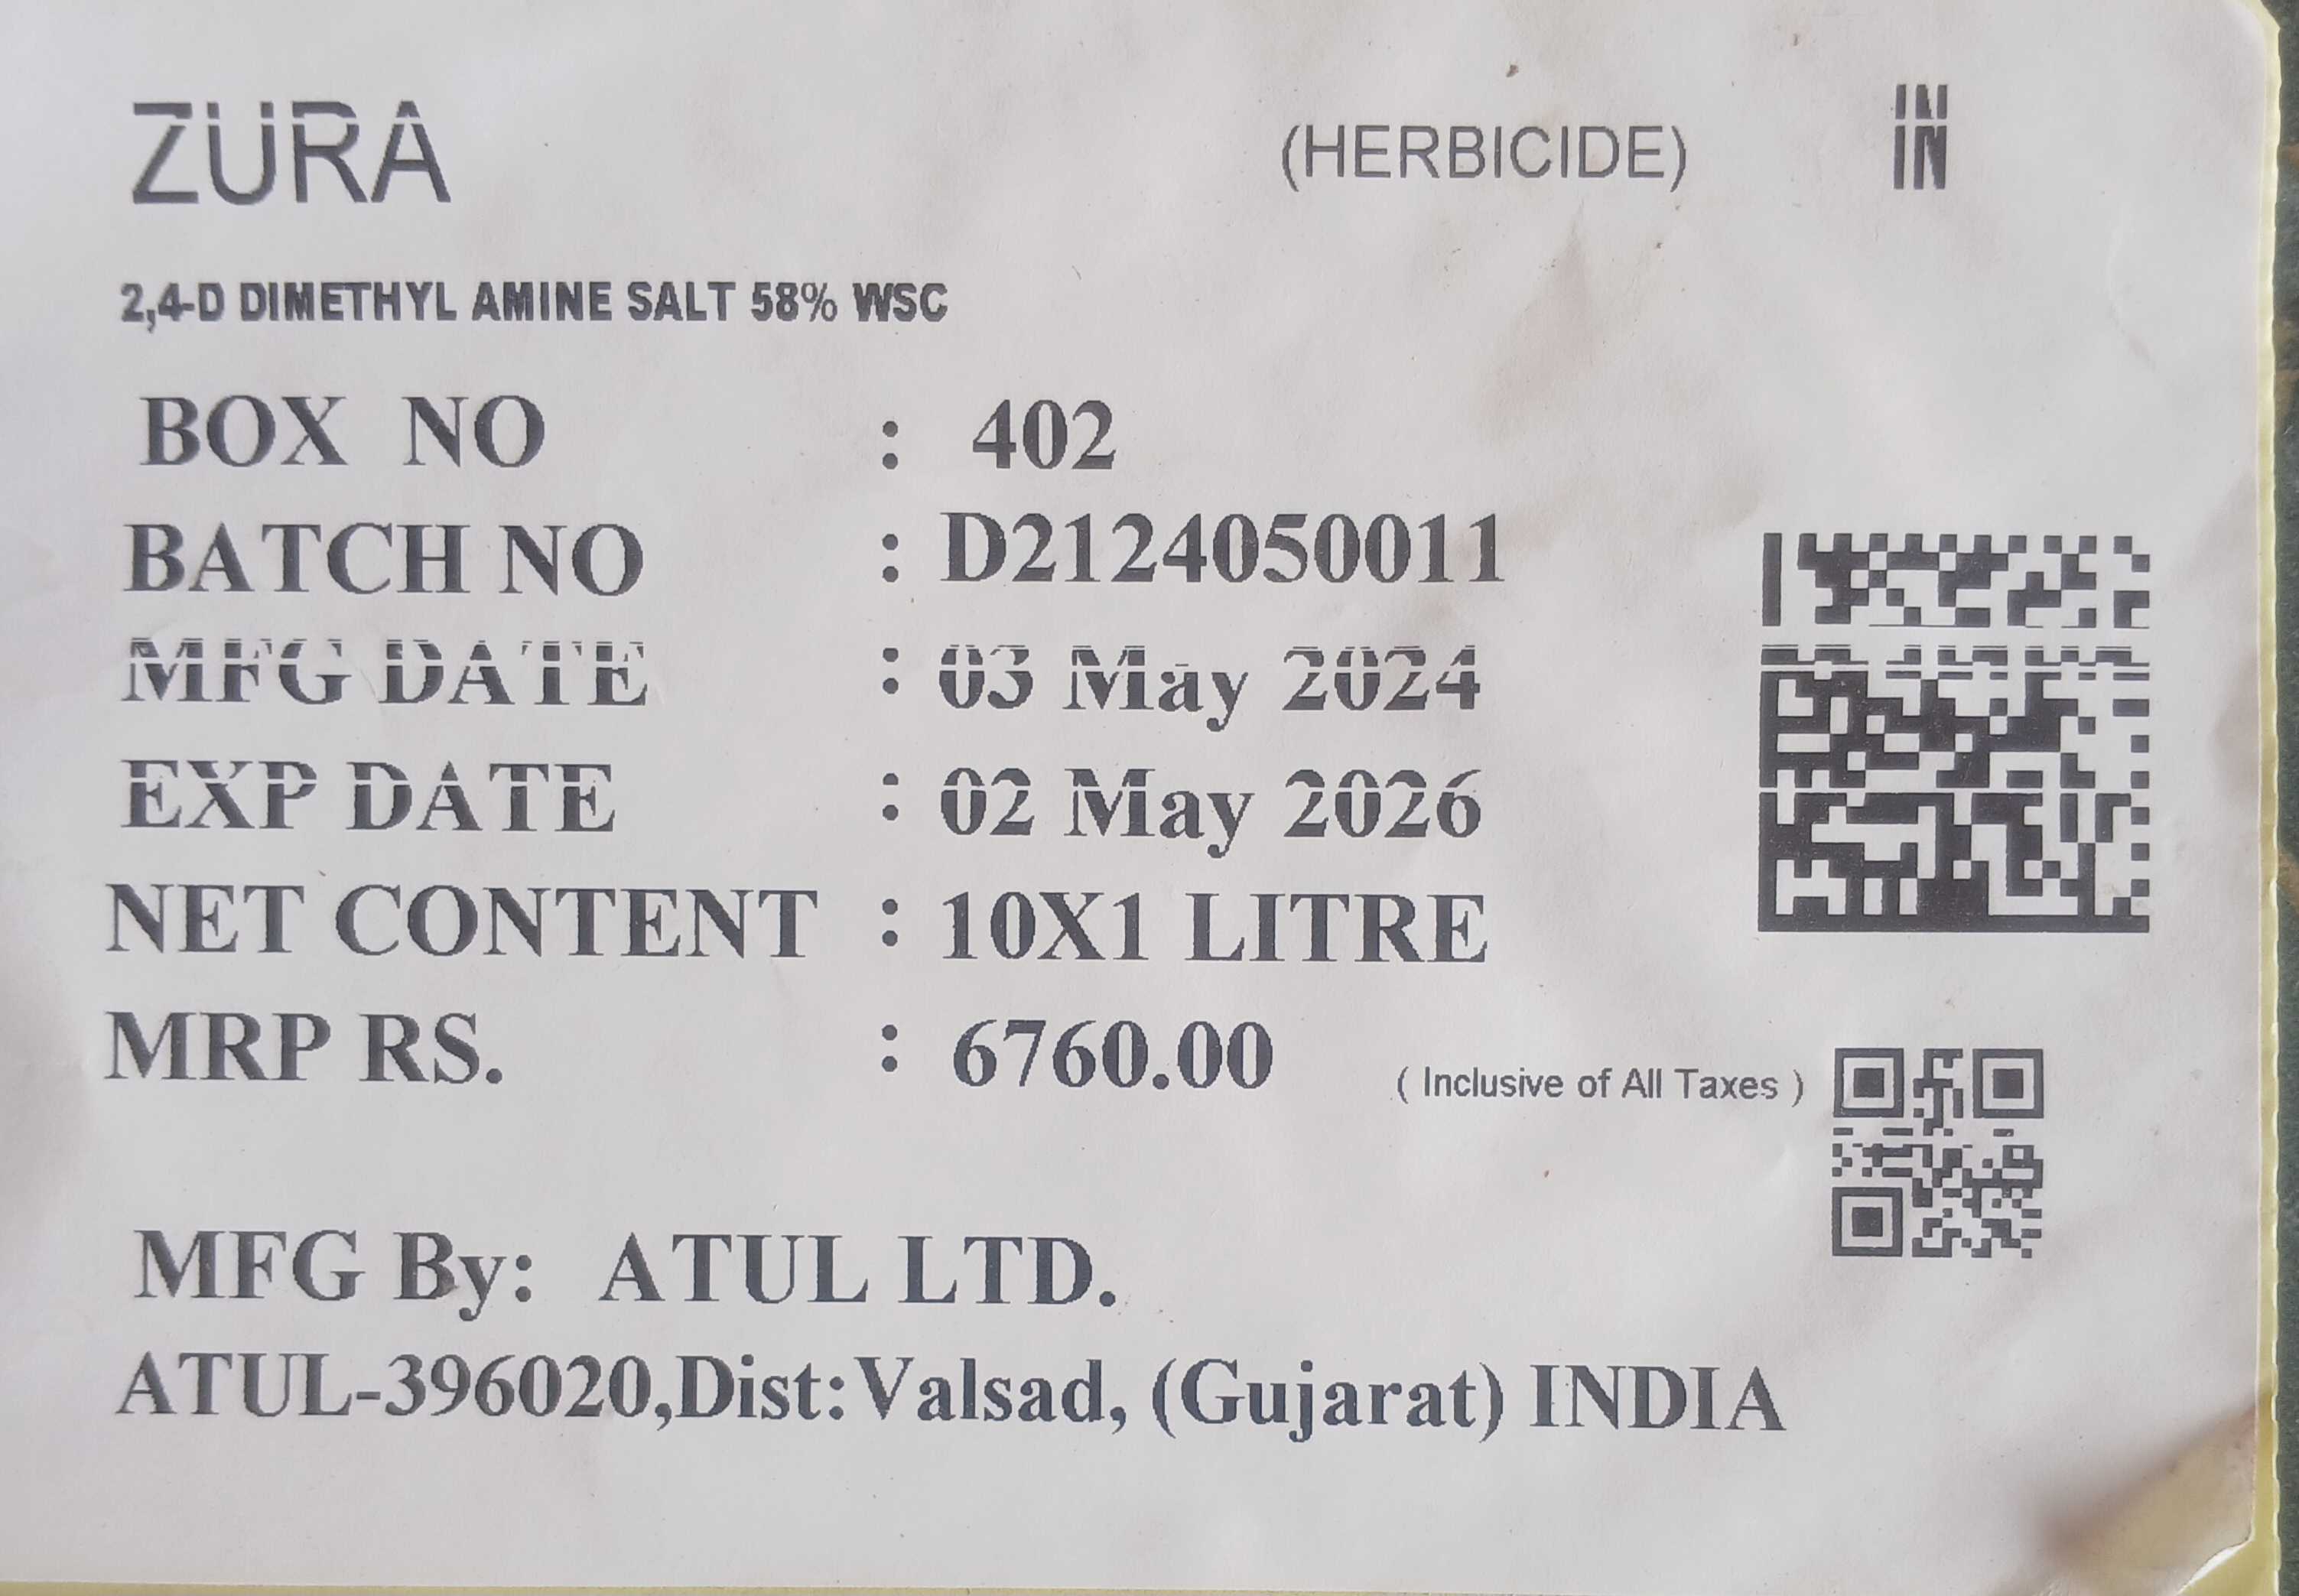 ZURA (HERBICIDE) IN
2,4-D DIMETHYL AMINE SALT 58% WSC
BOX NO : 402
BATCH NO : D2124050011
MFG DATE : 03 May 2024
EXP DATE : 02 May 2026
NET CONTENT : 10X1 LITRE
MRP RS. : 6760.00 ( Inclusive of All Taxes )
MFG By: ATUL LTD.
ATUL-396020,Dist:Valsad, (Gujarat) INDIA